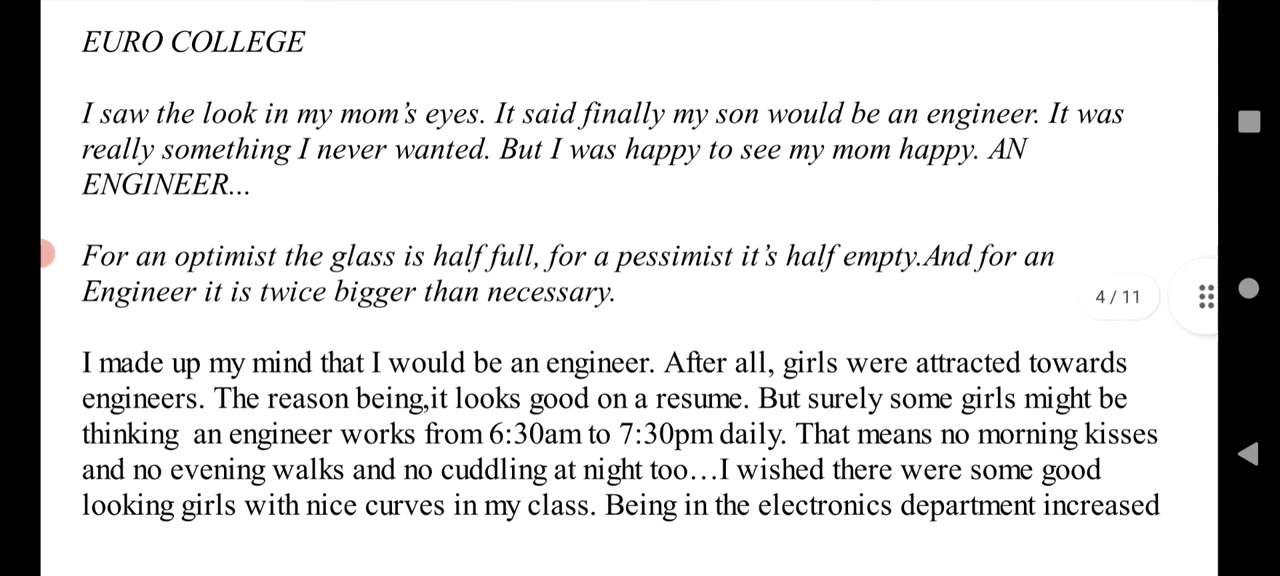 EURO COLLEGE
I saw the look in my mom’s eyes. It said finally my son would be an engineer. It was
really something I never wanted. But I was happy to see my mom happy. AN
ENGINEER...
For an optimist the glass is half full, for a pessimist it’s half empty.And for an
Engineer it is twice bigger than necessary.
4 / 11
I made up my mind that I would be an engineer. After all, girls were attracted towards
engineers. The reason being,it looks good on a resume. But surely some girls might be
thinking  an engineer works from 6:30am to 7:30pm daily. That means no morning kisses
and no evening walks and no cuddling at night too…I wished there were some good
looking girls with nice curves in my class. Being in the electronics department increased